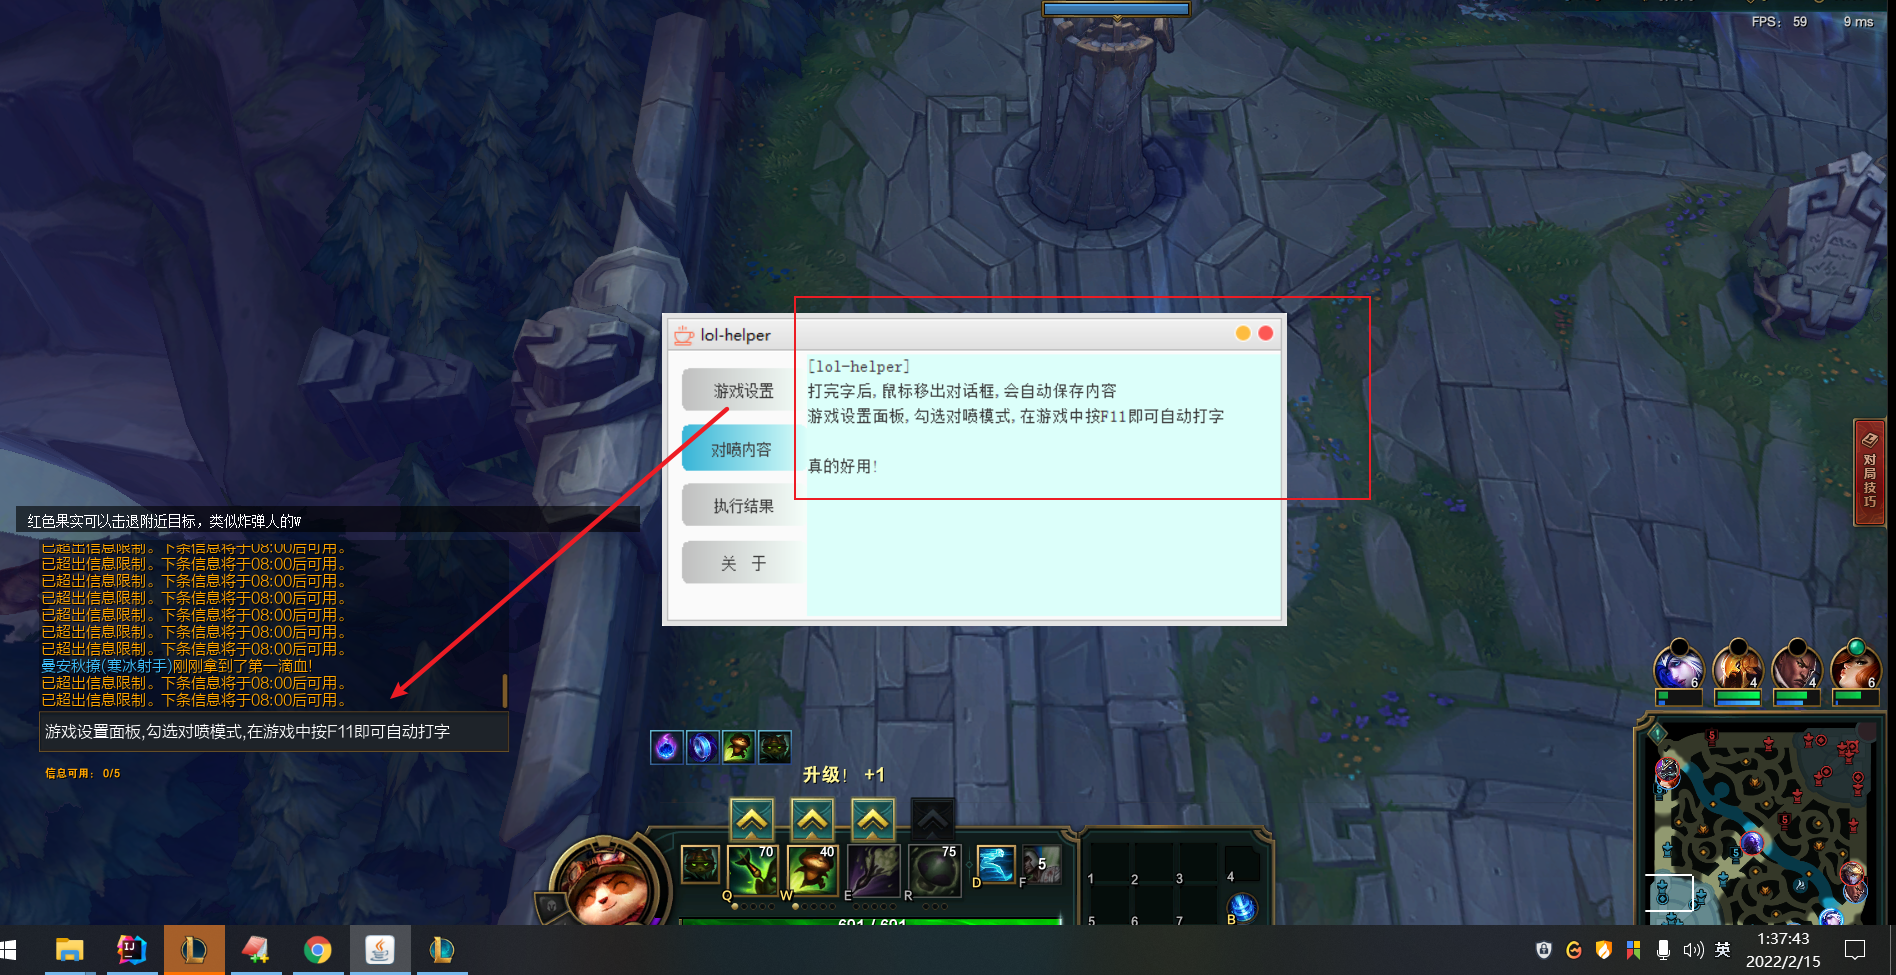 FPS: 59 9 ms
lol-helper
游戏设置
对喷内容
执行结果
关 于
[lol-helper]
打完字后,鼠标移出对话框,会自动保存内容
游戏设置面板,勾选对喷模式,在游戏中按F11即可自动打字
真的好用!
对局技巧
红色果实可以击退附近目标，类似炸弹人的w
已超出信息限制。下条信息将于08:00后可用。
已超出信息限制。下条信息将于08:00后可用。
已超出信息限制。下条信息将于08:00后可用。
已超出信息限制。下条信息将于08:00后可用。
已超出信息限制。下条信息将于08:00后可用。
已超出信息限制。下条信息将于08:00后可用。
已超出信息限制。下条信息将于08:00后可用。
曼安秋撩(寒冰射手)刚刚拿到了第一滴血!
已超出信息限制。下条信息将于08:00后可用。
已超出信息限制。下条信息将于08:00后可用。
游戏设置面板,勾选对喷模式,在游戏中按F11即可自动打字
信息可用: 0/5
6 4 4 6
升级! +1
70 40 75 5
Q W E R D F
1 2 3 4
5 6 7 B
691 / 691
英
1:37:43
2022/2/15